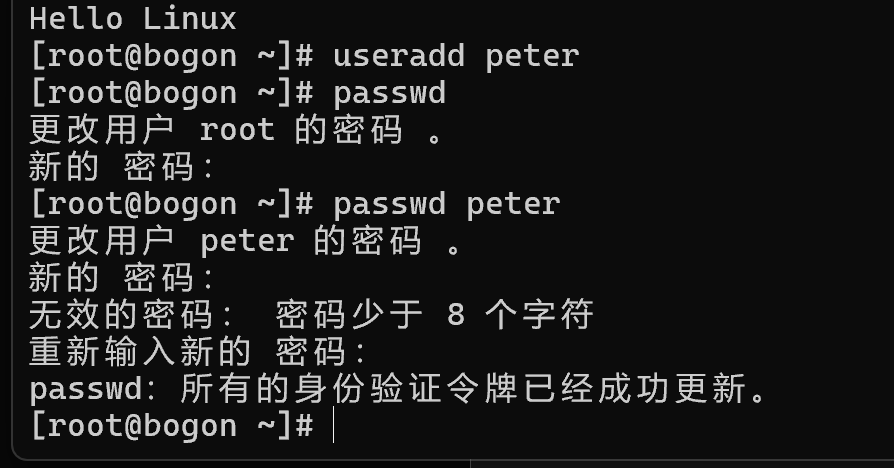 Hello Linux
[root@bogon ~]# useradd peter
[root@bogon ~]# passwd
更改用户 root 的密码 。
新的 密码：
[root@bogon ~]# passwd peter
更改用户 peter 的密码 。
新的 密码：
无效的密码： 密码少于 8 个字符
重新输入新的 密码：
passwd：所有的身份验证令牌已经成功更新。
[root@bogon ~]#